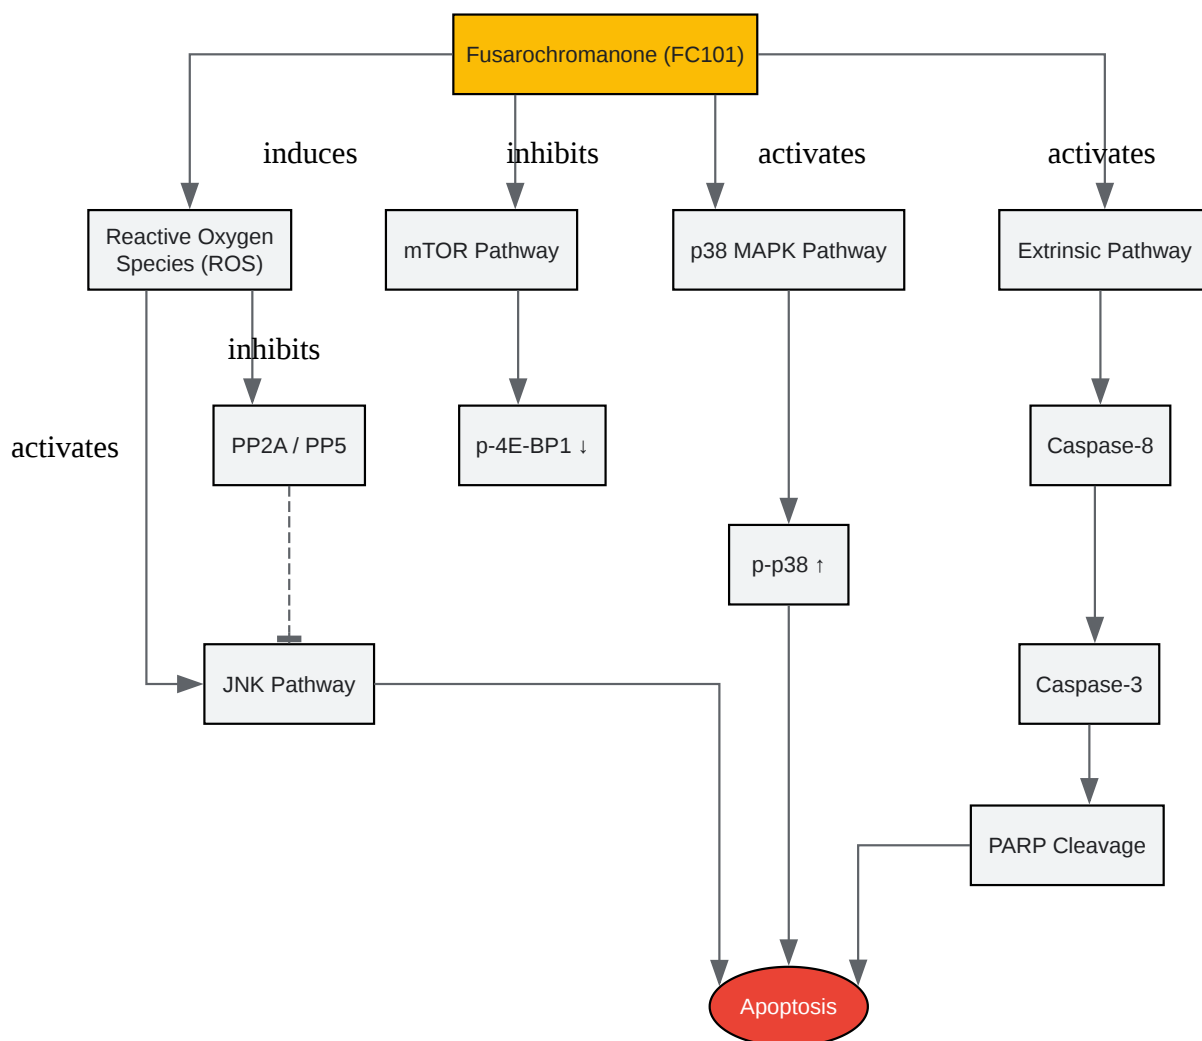 Fusarochromanone (FC101)
induces
inhibits
activates
activates
Reactive Oxygen
Species (ROS)
mTOR Pathway
p38 MAPK Pathway
Extrinsic Pathway
inhibits
activates
PP2A / PP5
p-4E-BP1 ↓
Caspase-8
p-p38 ↑
JNK Pathway
Caspase-3
PARP Cleavage
Apoptosis